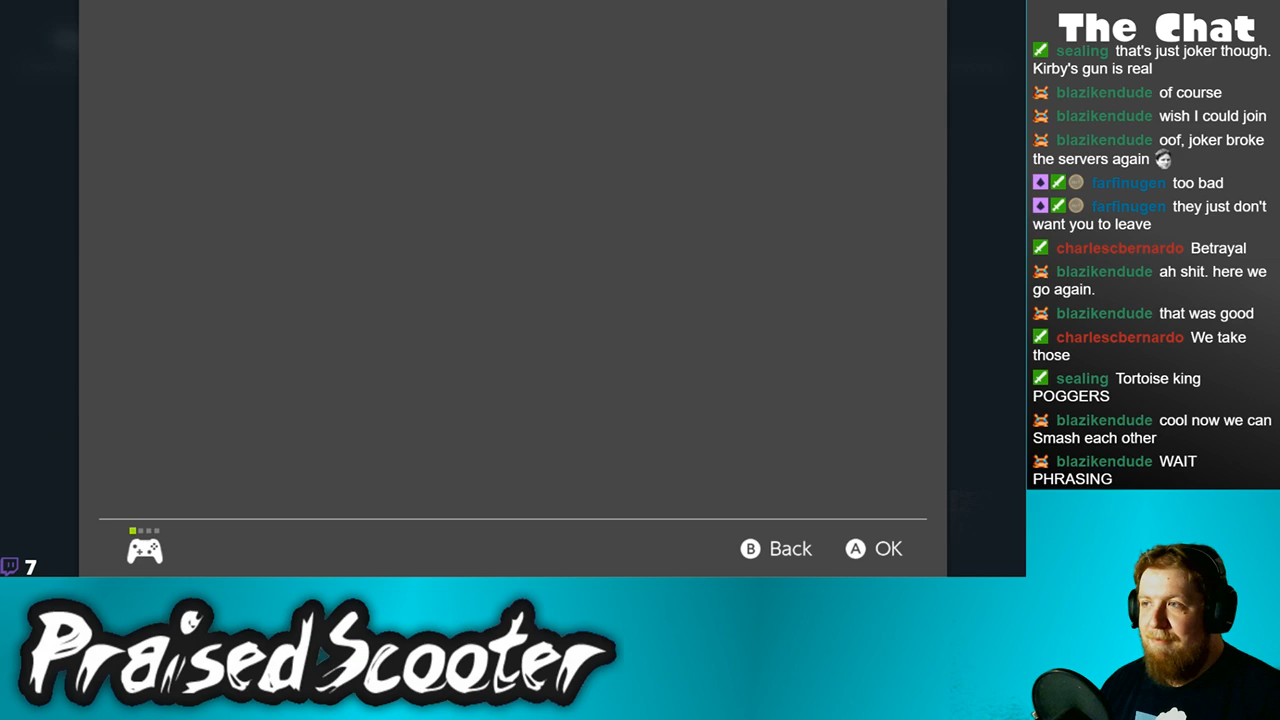 The Chat
sealing that's just joker though.
Kirby's gun is real
blazikendude of course
blazikendude wish I could join
blazikendude oof, joker broke
the servers again
farfinugen too bad
farfinugen they just don't
want you to leave
charlescbernardo Betrayal
blazikendude ah shit. here we
go again.
blazikendude that was good
charlescbernardo We take
those
sealing Tortoise king
POGGERS
blazikendude cool now we can
Smash each other
blazikendude WAIT
PHRASING
B Back A OK
7
PraisedScooter